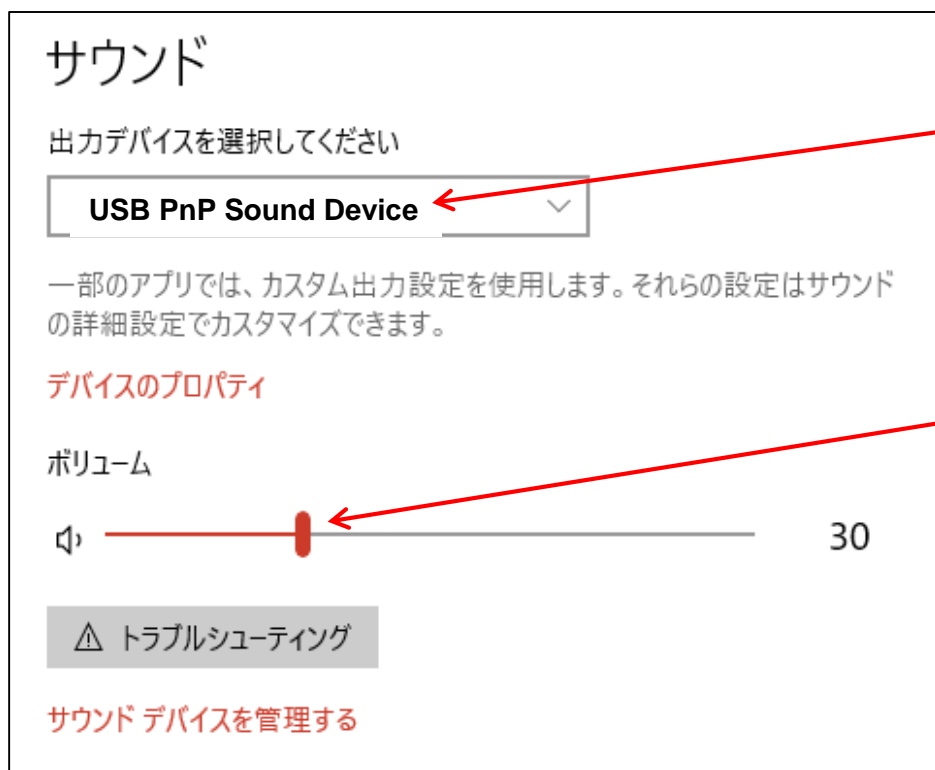 サウンド
出力デバイスを選択してください
USB PnP Sound Device
一部のアプリでは、カスタム出力設定を使用します。それらの設定はサウンド
の詳細設定でカスタマイズできます。
デバイスのプロパティ
ボリューム
30
トラブルシューティング
サウンド デバイスを管理する